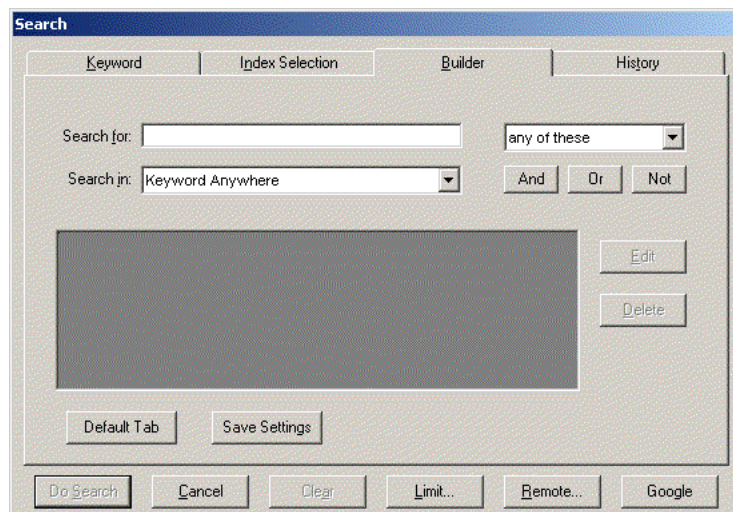 Search
Keyword Index Selection Builder History
Search for: any of these
Search in: Keyword Anywhere And Or Not
Edit
Delete
Default Tab Save Settings
Do Search Cancel Clear Limit... Remote... Google